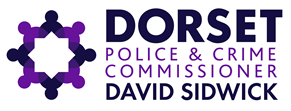 DORSET
POLICE & CRIME
COMMISSIONER
DAVID SIDWICK